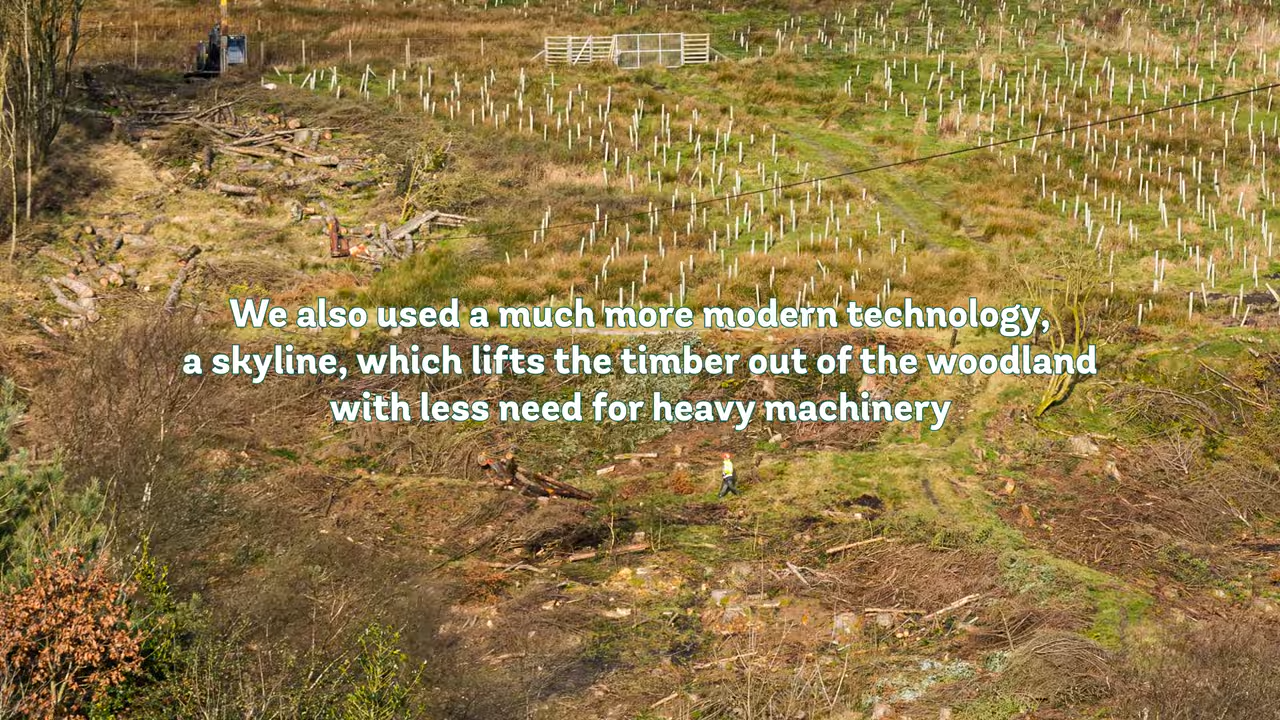 We also used a much more modern technology,
a skyline, which lifts the timber out of the woodland
with less need for heavy machinery